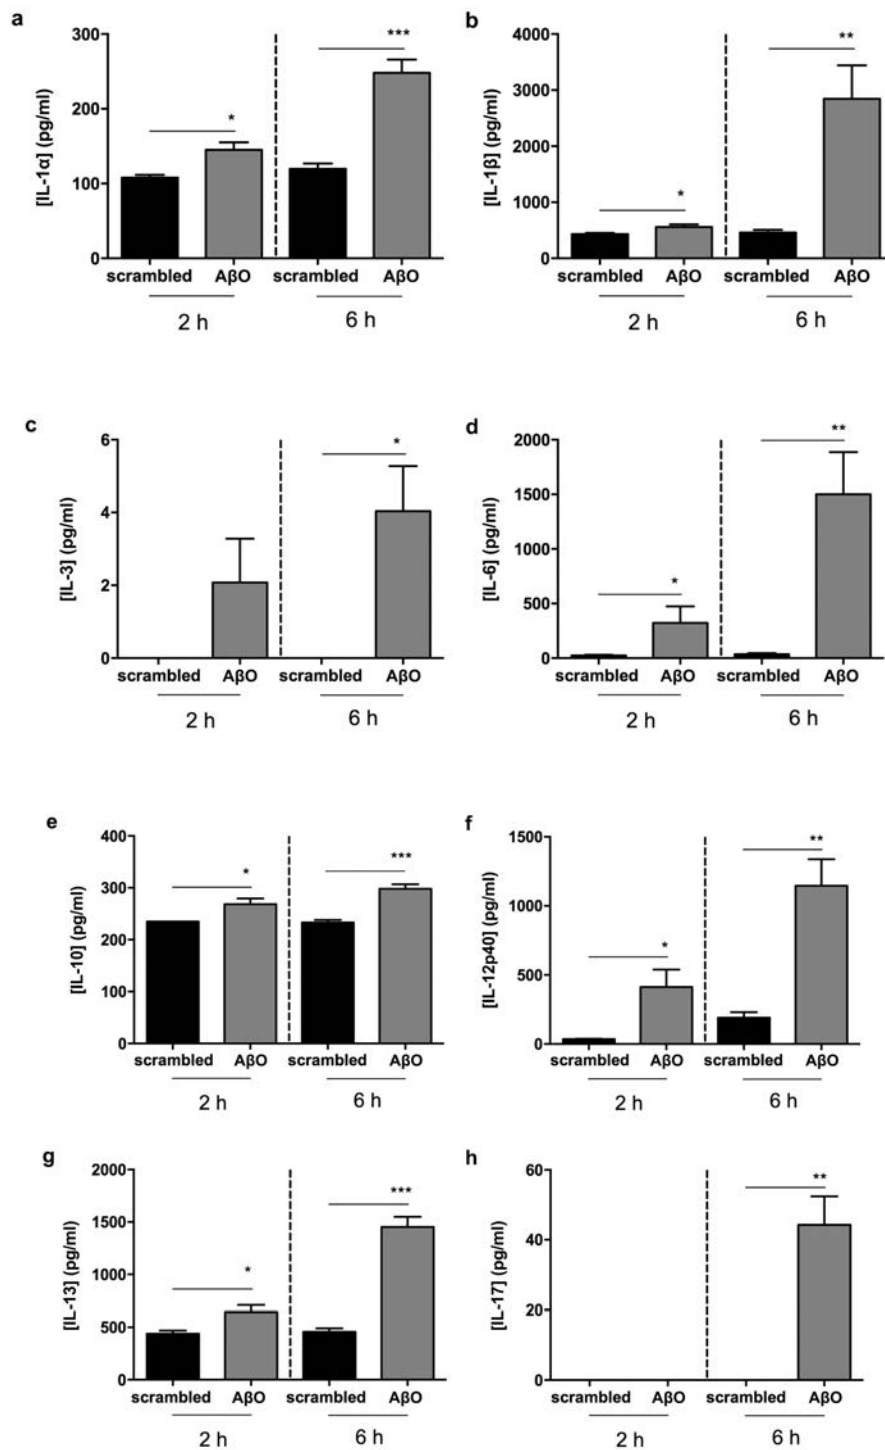 a
b
300
200
100
0
[IL-1α] (pg/ml)
*
***
scrambled AβO scrambled AβO
2 h 6 h
4000
3000
2000
1000
0
[IL-1β] (pg/ml)
*
**
scrambled AβO scrambled AβO
2 h 6 h
c
6
4
2
0
[IL-3] (pg/ml)
*
scrambled AβO scrambled AβO
2 h 6 h
d
2000
1500
1000
500
0
[IL-6] (pg/ml)
*
**
scrambled AβO scrambled AβO
2 h 6 h
e
400
300
200
100
0
[IL-10] (pg/ml)
*
***
scrambled AβO scrambled AβO
2 h 6 h
f
1500
1000
500
0
[IL-12p40] (pg/ml)
*
**
scrambled AβO scrambled AβO
2 h 6 h
g
2000
1500
1000
500
0
[IL-13] (pg/ml)
*
***
scrambled AβO scrambled AβO
2 h 6 h
h
60
40
20
0
[IL-17] (pg/ml)
**
scrambled AβO scrambled AβO
2 h 6 h